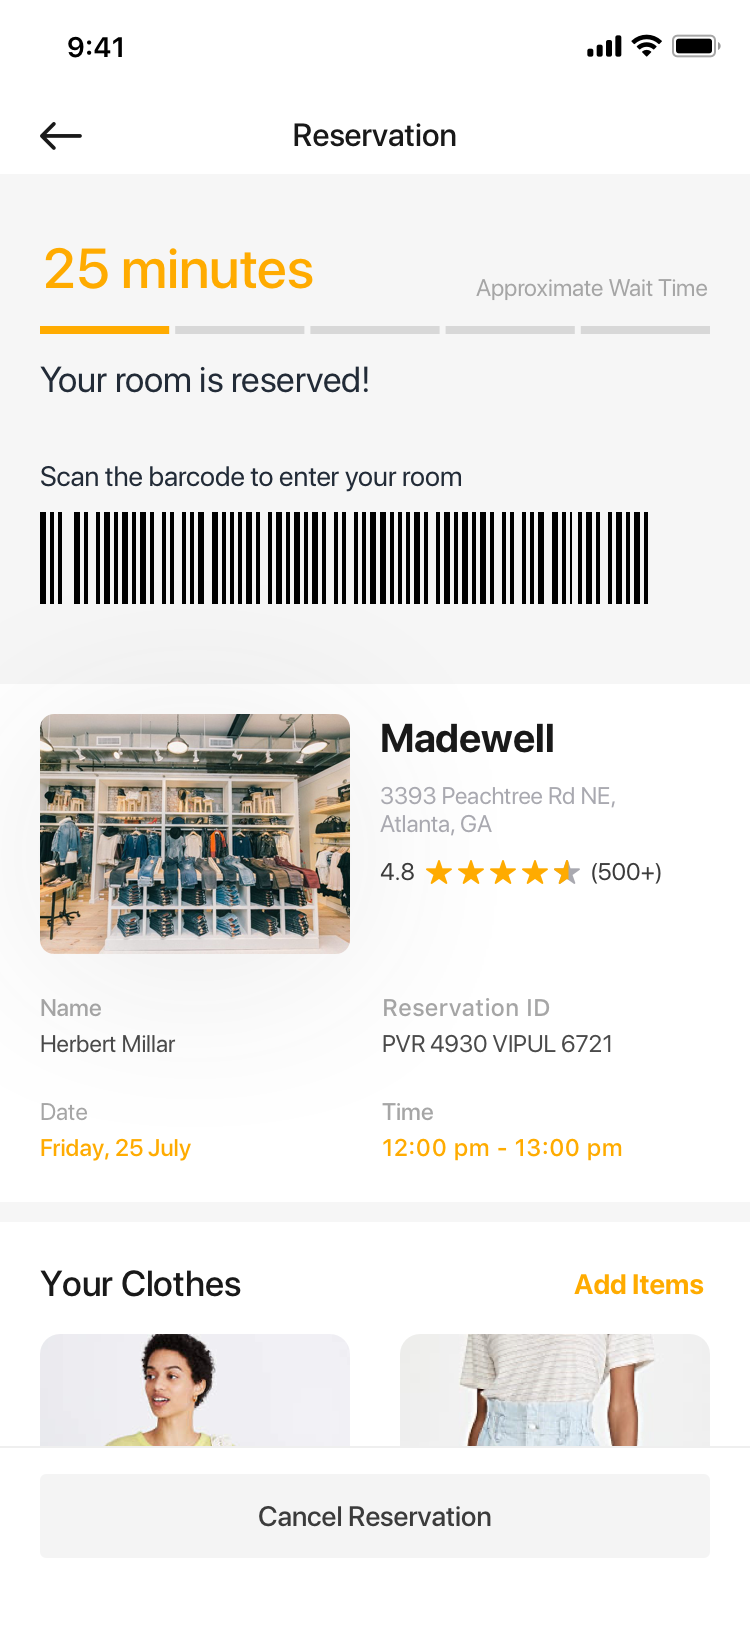 9:41
Reservation
25 minutes
Approximate Wait Time
Your room is reserved!
Scan the barcode to enter your room
Madewell
3393 Peachtree Rd NE,
Atlanta, GA
4.8 (500+)
Name
Reservation ID
Herbert Millar
PVR 4930 VIPUL 6721
Date
Time
Friday, 25 July
12:00 pm - 13:00 pm
Your Clothes
Add Items
Cancel Reservation